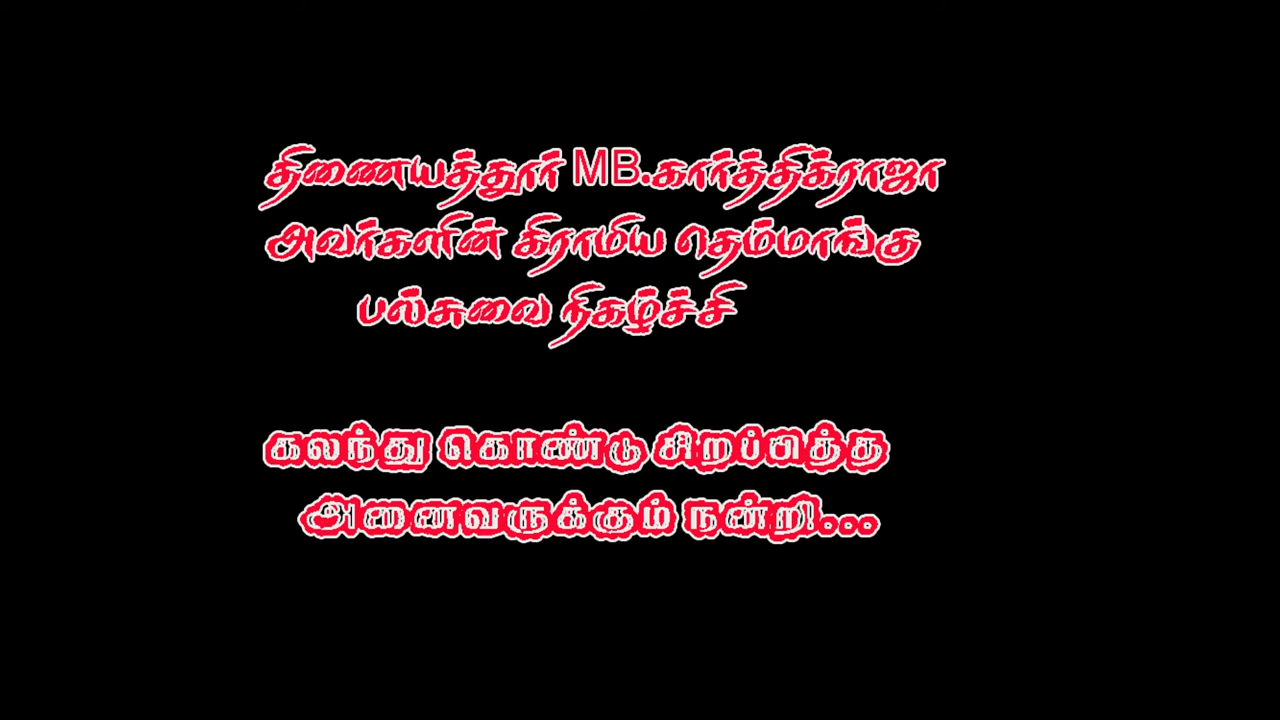 திணையத்தூர் MB.கார்த்திக்ராஜா
அவர்களின் கிராமிய தெம்மாங்கு
பல்சுவை நிகழ்ச்சி
கலந்து கொண்டு சிறப்பித்த
அனைவருக்கும் நன்றி...